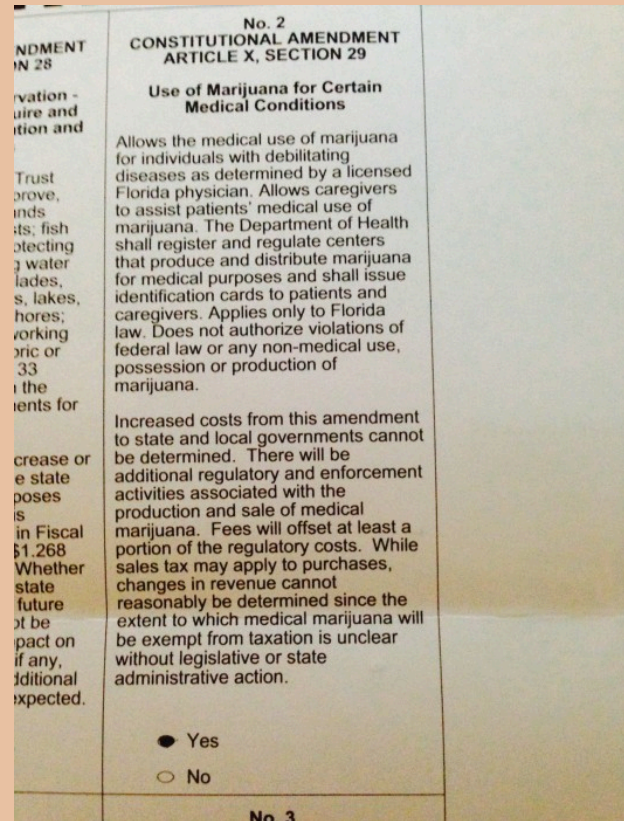 NDMENT
N 28
rvation -
uire and
tion and
Trust
prove,
nds
sts; fish
otecting
g water
lades,
s, lakes,
hores;
working
oric or
33
the
ents for
crease or
e state
poses
is
in Fiscal
$1.268
Whether
state
future
ot be
pact on
if any,
dditional
expected.
No. 2
CONSTITUTIONAL AMENDMENT
ARTICLE X, SECTION 29
Use of Marijuana for Certain
Medical Conditions
Allows the medical use of marijuana
for individuals with debilitating
diseases as determined by a licensed
Florida physician. Allows caregivers
to assist patients' medical use of
marijuana. The Department of Health
shall register and regulate centers
that produce and distribute marijuana
for medical purposes and shall issue
identification cards to patients and
caregivers. Applies only to Florida
law. Does not authorize violations of
federal law or any non-medical use,
possession or production of
marijuana.
Increased costs from this amendment
to state and local governments cannot
be determined. There will be
additional regulatory and enforcement
activities associated with the
production and sale of medical
marijuana. Fees will offset at least a
portion of the regulatory costs. While
sales tax may apply to purchases,
changes in revenue cannot
reasonably be determined since the
extent to which medical marijuana will
be exempt from taxation is unclear
without legislative or state
administrative action.
Yes
No
No. 3